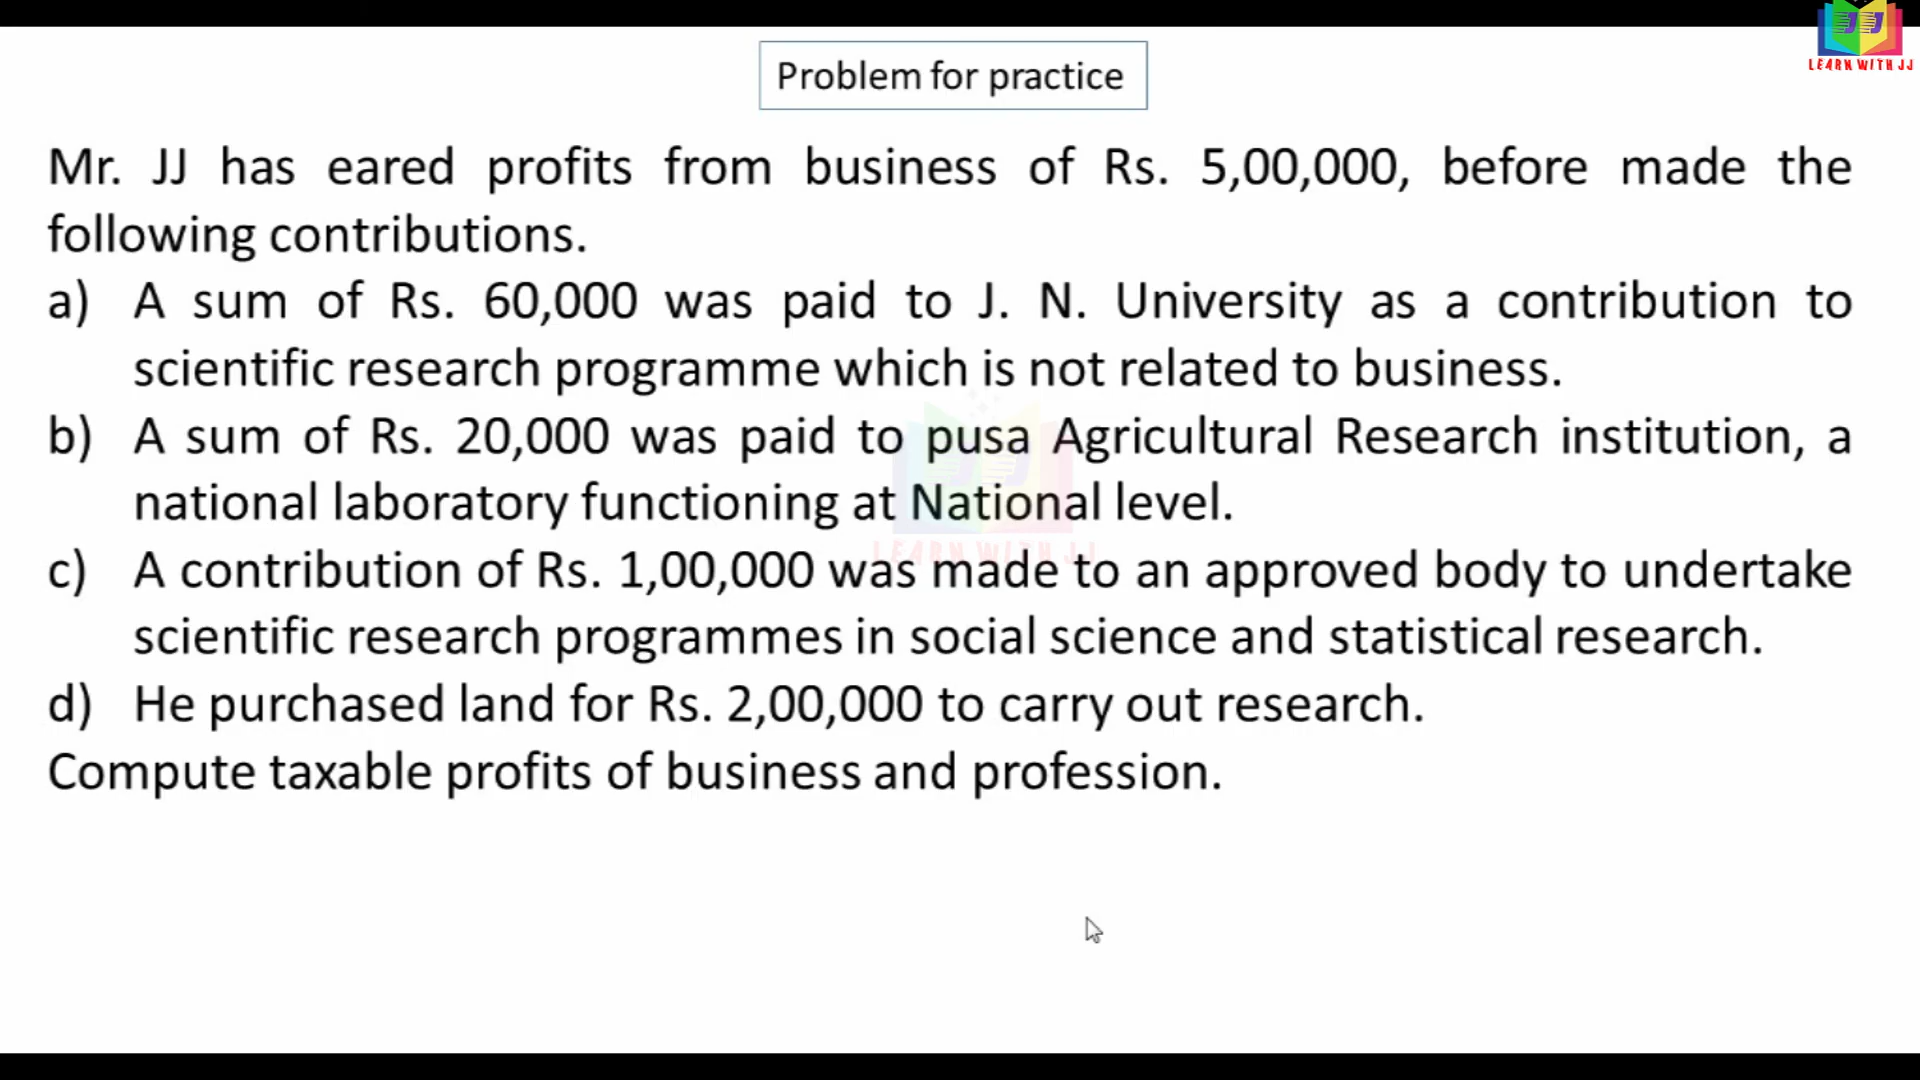 LEARN WITH JJ
Problem for practice
Mr. JJ has eared profits from business of Rs. 5,00,000, before made the
following contributions.
a) A sum of Rs. 60,000 was paid to J. N. University as a contribution to
scientific research programme which is not related to business.
b) A sum of Rs. 20,000 was paid to pusa Agricultural Research institution, a
national laboratory functioning at National level.
LEARN WITH JJ
c) A contribution of Rs. 1,00,000 was made to an approved body to undertake
scientific research programmes in social science and statistical research.
d) He purchased land for Rs. 2,00,000 to carry out research.
Compute taxable profits of business and profession.